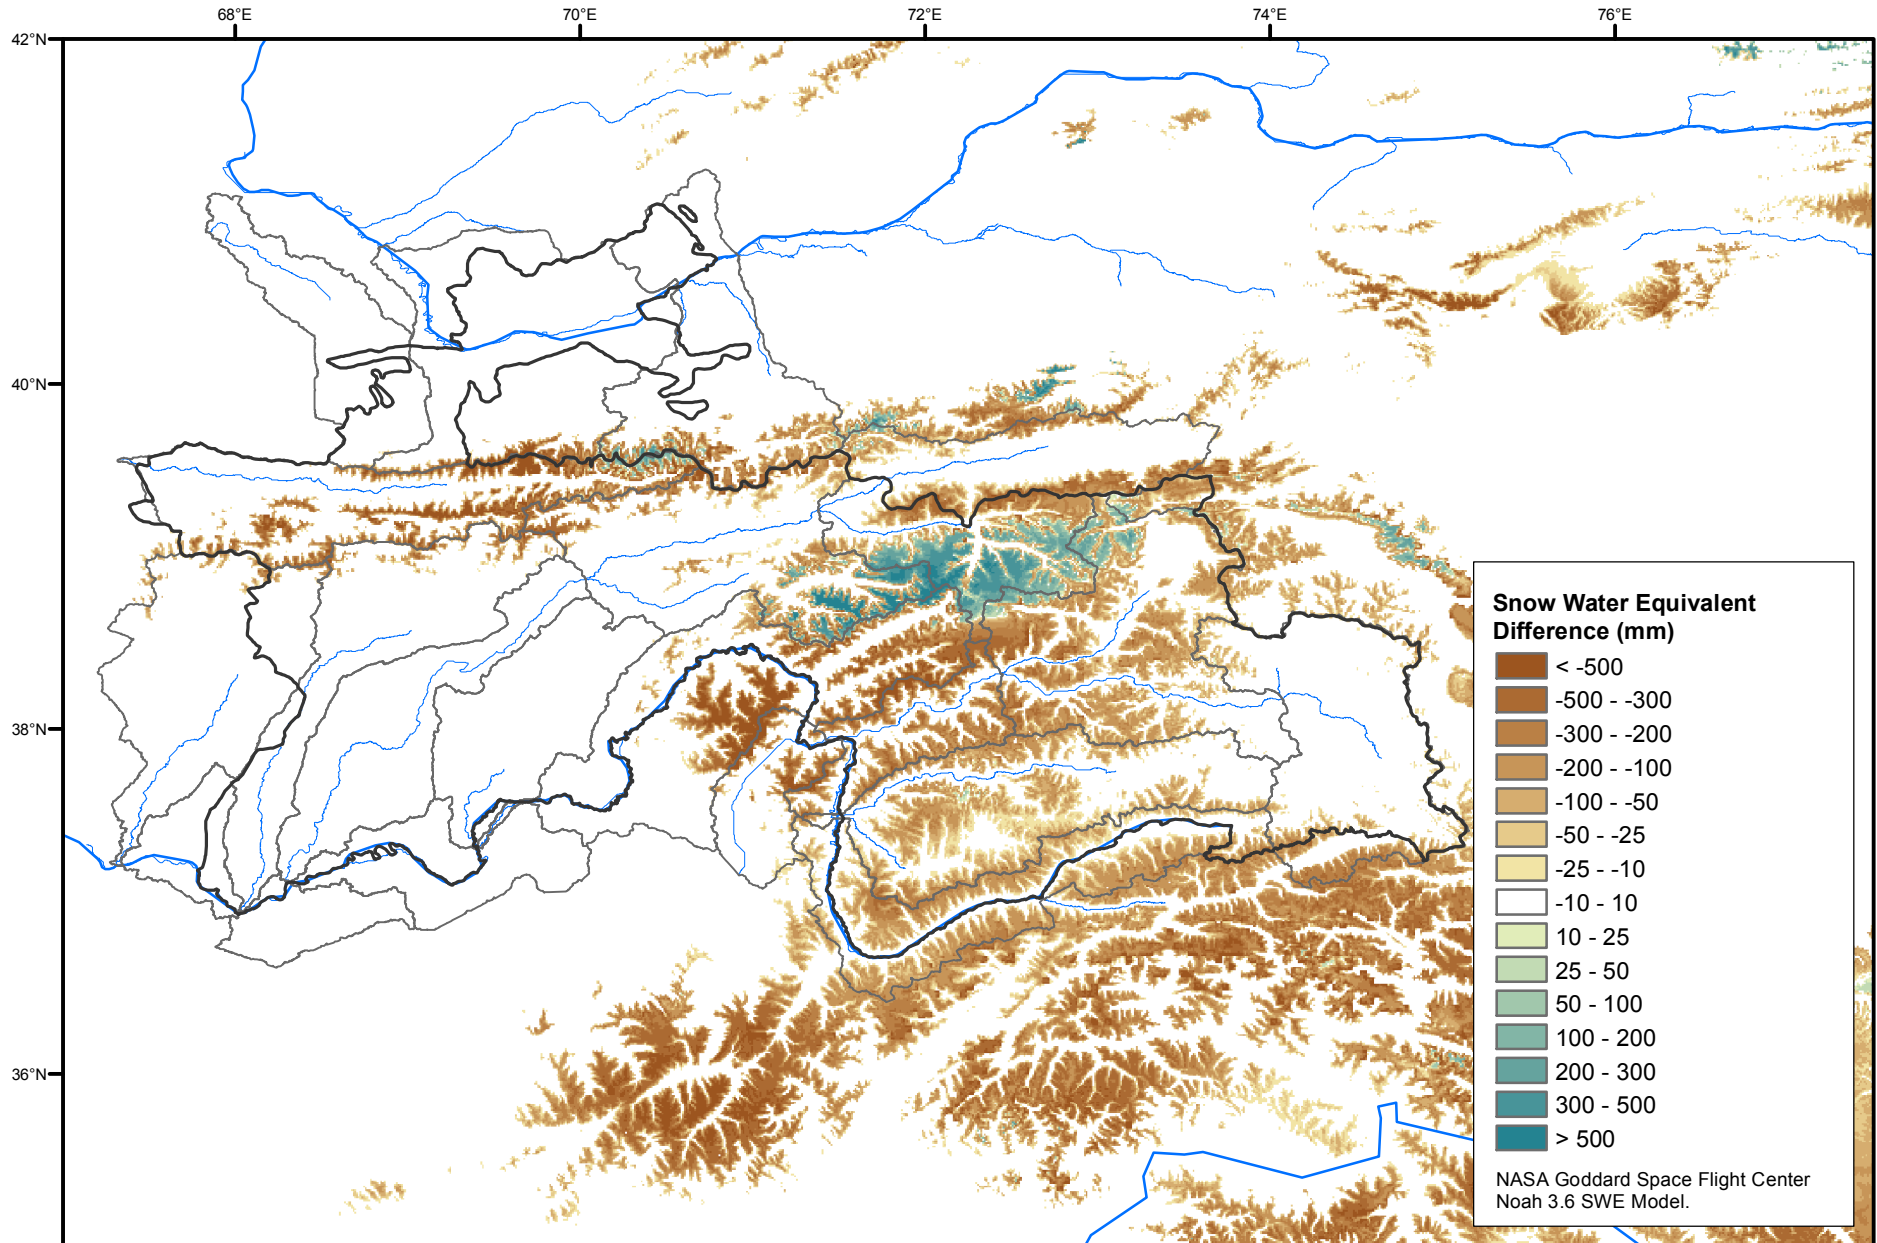 68°E
70°E
72°E
74°E
76°E
42°N
40°N
38°N
36°N
Snow Water Equivalent
Difference (mm)
< -500
-500 - -300
-300 - -200
-200 - -100
-100 - -50
-50 - -25
-25 - -10
-10 - 10
10 - 25
25 - 50
50 - 100
100 - 200
200 - 300
300 - 500
> 500
NASA Goddard Space Flight Center
Noah 3.6 SWE Model.